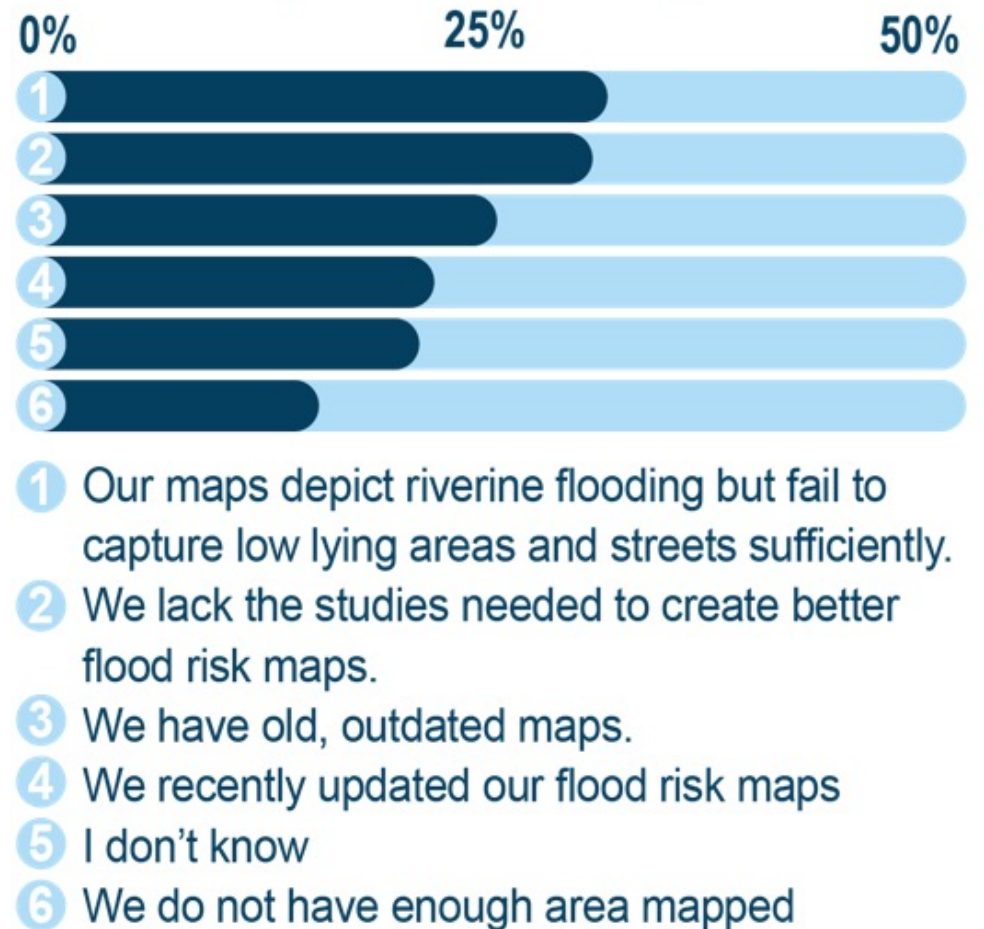 0% 25% 50%
1
2
3
4
5
6
1 Our maps depict riverine flooding but fail to
capture low lying areas and streets sufficiently.
2 We lack the studies needed to create better
flood risk maps.
3 We have old, outdated maps.
4 We recently updated our flood risk maps
5 I don’t know
6 We do not have enough area mapped